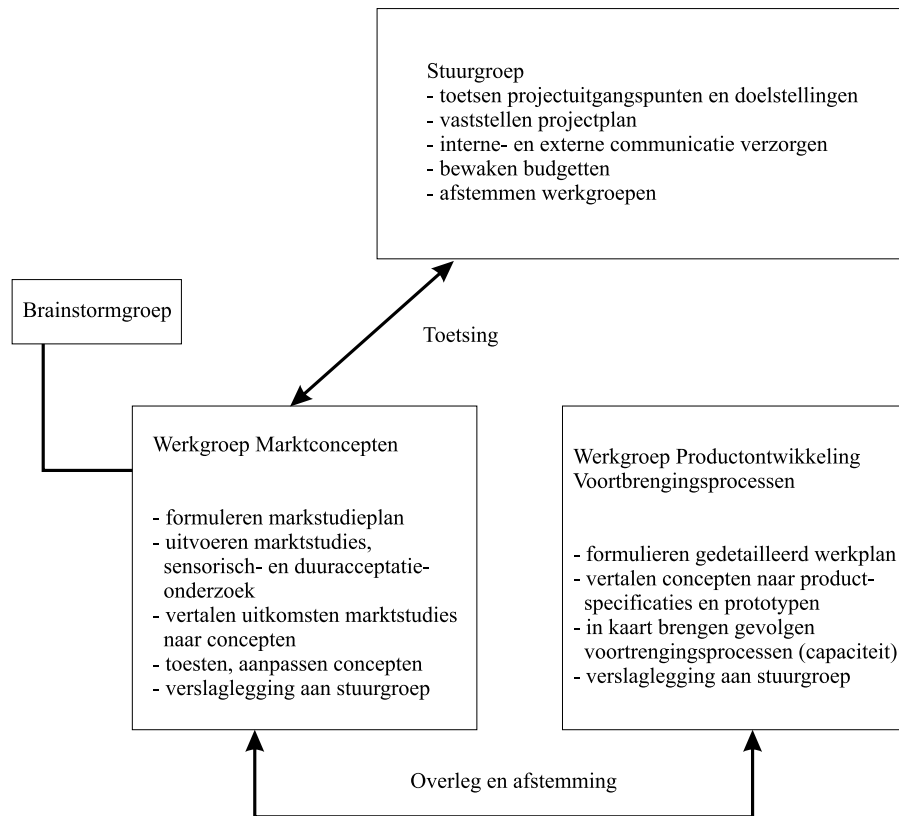 Stuurgroep
- toetsen projectuitgangspunten en doelstellingen
- vaststellen projectplan
- interne- en externe communicatie verzorgen
- bewaken budgetten
- afstemmen werkgroepen
Brainstormgroep
Toetsing
Werkgroep Marktconcepten
- formuleren markstudieplan
- uitvoeren marktstudies,
sensorisch- en duuracceptatie-
onderzoek
- vertalen uitkomsten marktstudies
naar concepten
- toesten, aanpassen concepten
- verslaglegging aan stuurgroep
Werkgroep Productontwikkeling
Voortbrengingsprocessen
- formulieren gedetailleerd werkplan
- vertalen concepten naar product-
specificaties en prototypen
- in kaart brengen gevolgen
voortrengingsprocessen (capaciteit)
- verslaglegging aan stuurgroep
Overleg en afstemming